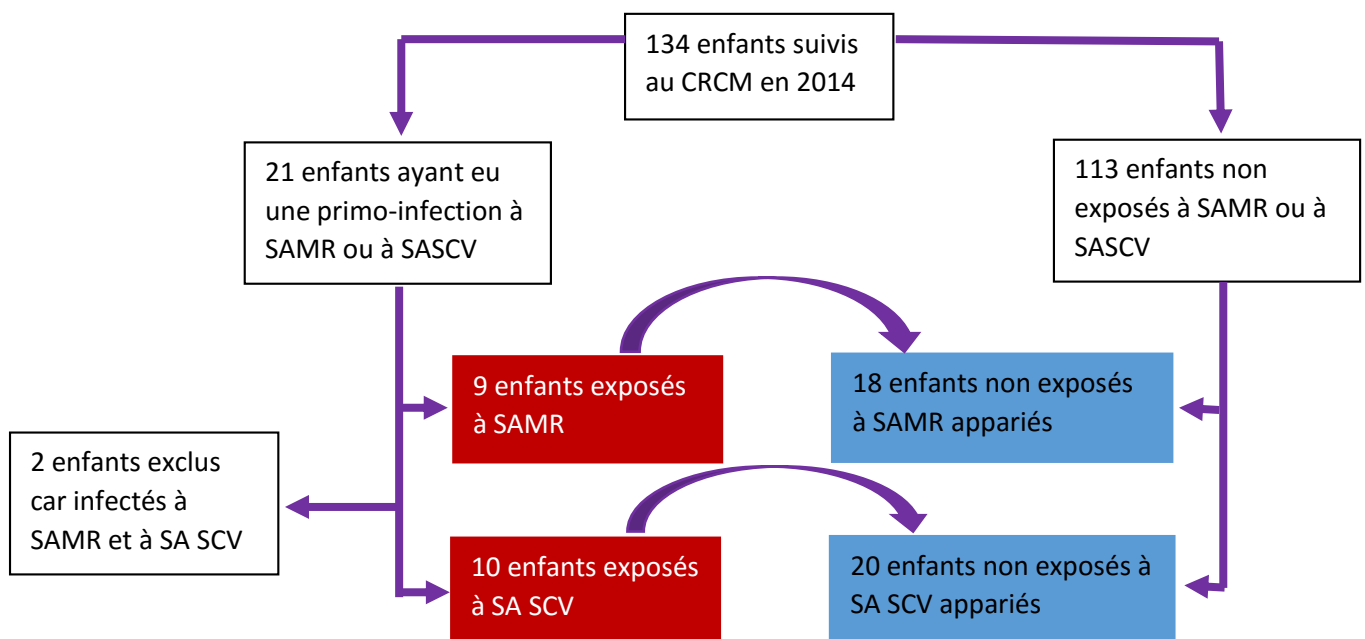 134 enfants suivis
au CRCM en 2014
21 enfants ayant eu
une primo-infection à
SAMR ou à SASCV
113 enfants non
exposés à SAMR ou à
SASCV
9 enfants exposés
à SAMR
18 enfants non exposés
à SAMR appariés
2 enfants exclus
car infectés à
SAMR et à SA SCV
10 enfants exposés
à SA SCV
20 enfants non exposés à
SA SCV appariés